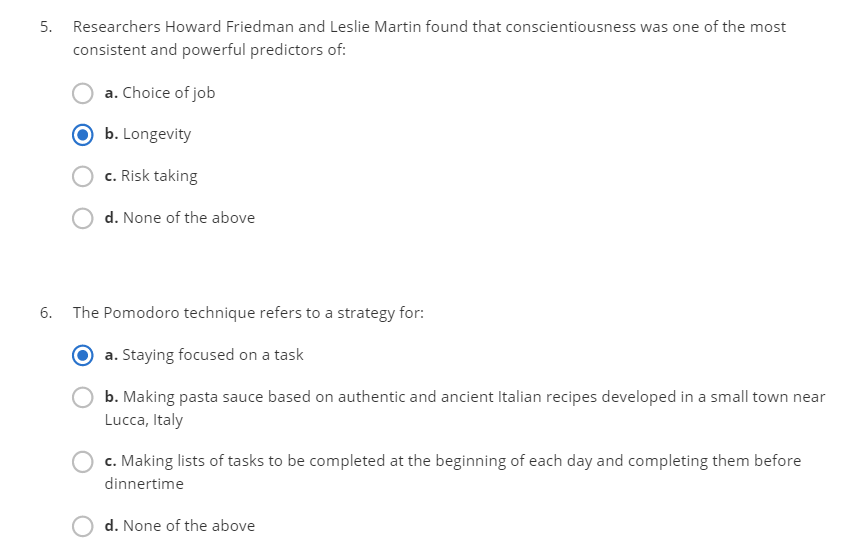 5. Researchers Howard Friedman and Leslie Martin found that conscientiousness was one of the most
consistent and powerful predictors of:
a. Choice of job
b. Longevity
c. Risk taking
d. None of the above
6. The Pomodoro technique refers to a strategy for:
a. Staying focused on a task
b. Making pasta sauce based on authentic and ancient Italian recipes developed in a small town near
Lucca, Italy
c. Making lists of tasks to be completed at the beginning of each day and completing them before
dinnertime
d. None of the above